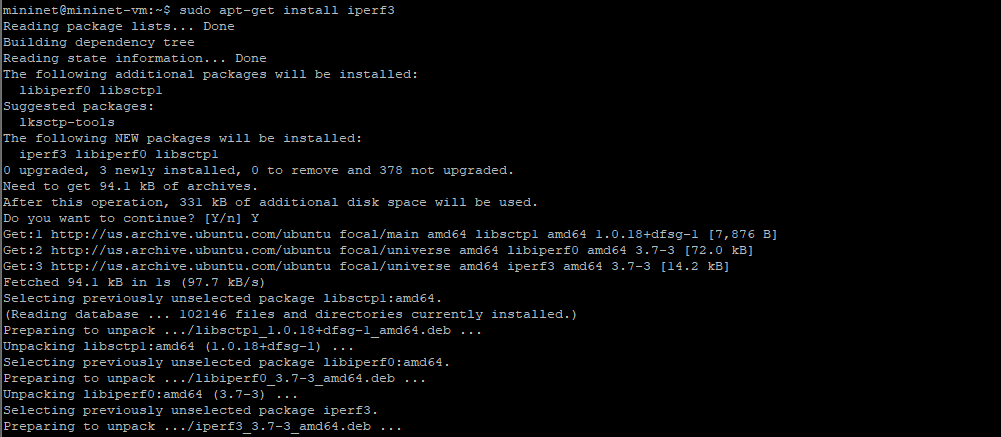 mininet@mininet-vm:~$ sudo apt-get install iperf3
Reading package lists... Done
Building dependency tree
Reading state information... Done
The following additional packages will be installed:
  libiperf0 libsctp1
Suggested packages:
  lksctp-tools
The following NEW packages will be installed:
  iperf3 libiperf0 libsctp1
0 upgraded, 3 newly installed, 0 to remove and 378 not upgraded.
Need to get 94.1 kB of archives.
After this operation, 331 kB of additional disk space will be used.
Do you want to continue? [Y/n] Y
Get:1 http://us.archive.ubuntu.com/ubuntu focal/main amd64 libsctp1 amd64 1.0.18+dfsg-1 [7,876 B]
Get:2 http://us.archive.ubuntu.com/ubuntu focal/universe amd64 libiperf0 amd64 3.7-3 [72.0 kB]
Get:3 http://us.archive.ubuntu.com/ubuntu focal/universe amd64 iperf3 amd64 3.7-3 [14.2 kB]
Fetched 94.1 kB in 1s (97.7 kB/s)
Selecting previously unselected package libsctp1:amd64.
(Reading database ... 102146 files and directories currently installed.)
Preparing to unpack .../libsctp1_1.0.18+dfsg-1_amd64.deb ...
Unpacking libsctp1:amd64 (1.0.18+dfsg-1) ...
Selecting previously unselected package libiperf0:amd64.
Preparing to unpack .../libiperf0_3.7-3_amd64.deb ...
Unpacking libiperf0:amd64 (3.7-3) ...
Selecting previously unselected package iperf3.
Preparing to unpack .../iperf3_3.7-3_amd64.deb ...